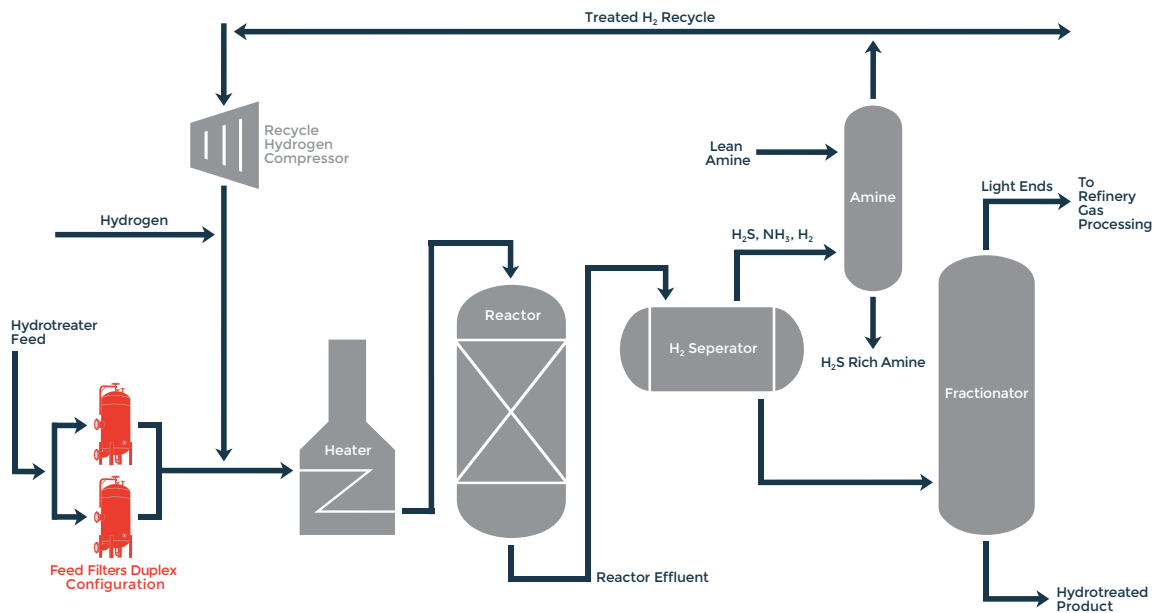 Treated H₂ Recycle
Recycle
Hydrogen
Compressor
Lean
Amine
Amine
Light Ends
To
Refinery
Gas
Processing
Hydrogen
H₂S, NH₃, H₂
Hydrotreater
Feed
Reactor
H₂ Seperator
H₂S Rich Amine
Fractionator
Heater
Feed Filters Duplex
Configuration
Reactor Effluent
Hydrotreated
Product